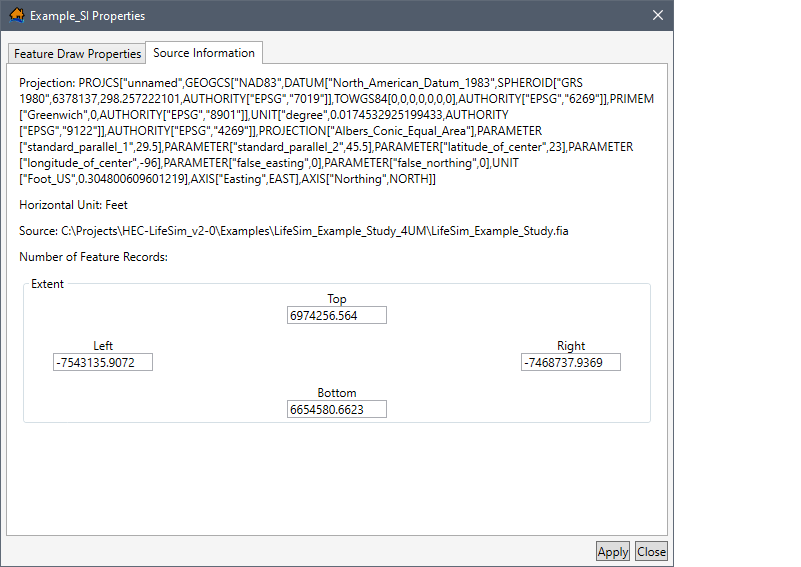 Example_SI Properties
Feature Draw Properties
Source Information
Projection: PROJCS["unnamed",GEOGCS["NAD83",DATUM["North_American_Datum_1983",SPHEROID["GRS
1980",6378137,298.257222101,AUTHORITY["EPSG","7019"]],TOWGS84[0,0,0,0,0,0,0],AUTHORITY["EPSG","6269"]],PRIMEM
["Greenwich",0,AUTHORITY["EPSG","8901"]],UNIT["degree",0.0174532925199433,AUTHORITY
["EPSG","9122"]],AUTHORITY["EPSG","4269"]],PROJECTION["Albers_Conic_Equal_Area"],PARAMETER
["standard_parallel_1",29.5],PARAMETER["standard_parallel_2",45.5],PARAMETER["latitude_of_center",23],PARAMETER
["longitude_of_center",-96],PARAMETER["false_easting",0],PARAMETER["false_northing",0],UNIT
["Foot_US",0.304800609601219],AXIS["Easting",EAST],AXIS["Northing",NORTH]]
Horizontal Unit: Feet
Source: C:\Projects\HEC-LifeSim_v2-0\Examples\LifeSim_Example_Study_4UM\LifeSim_Example_Study.fia
Number of Feature Records:
Extent
Top
6974256.564
Left
Right
-7543135.9072
-7468737.9369
Bottom
6654580.6623
Apply
Close